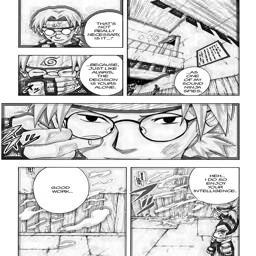 THAT'S
NOT
REALLY
NECESSARY,
IS IT...
...BECAUSE,
JUST LIKE
ALWAYS,
THE
DECISION
IS YOURS
ALONE.
ONE OF
MY SOUND
NINJA
SPIES.
GOOD
WORK...
HEH...
I DO SO
ENJOY
YOUR
INTELLIGENCE.